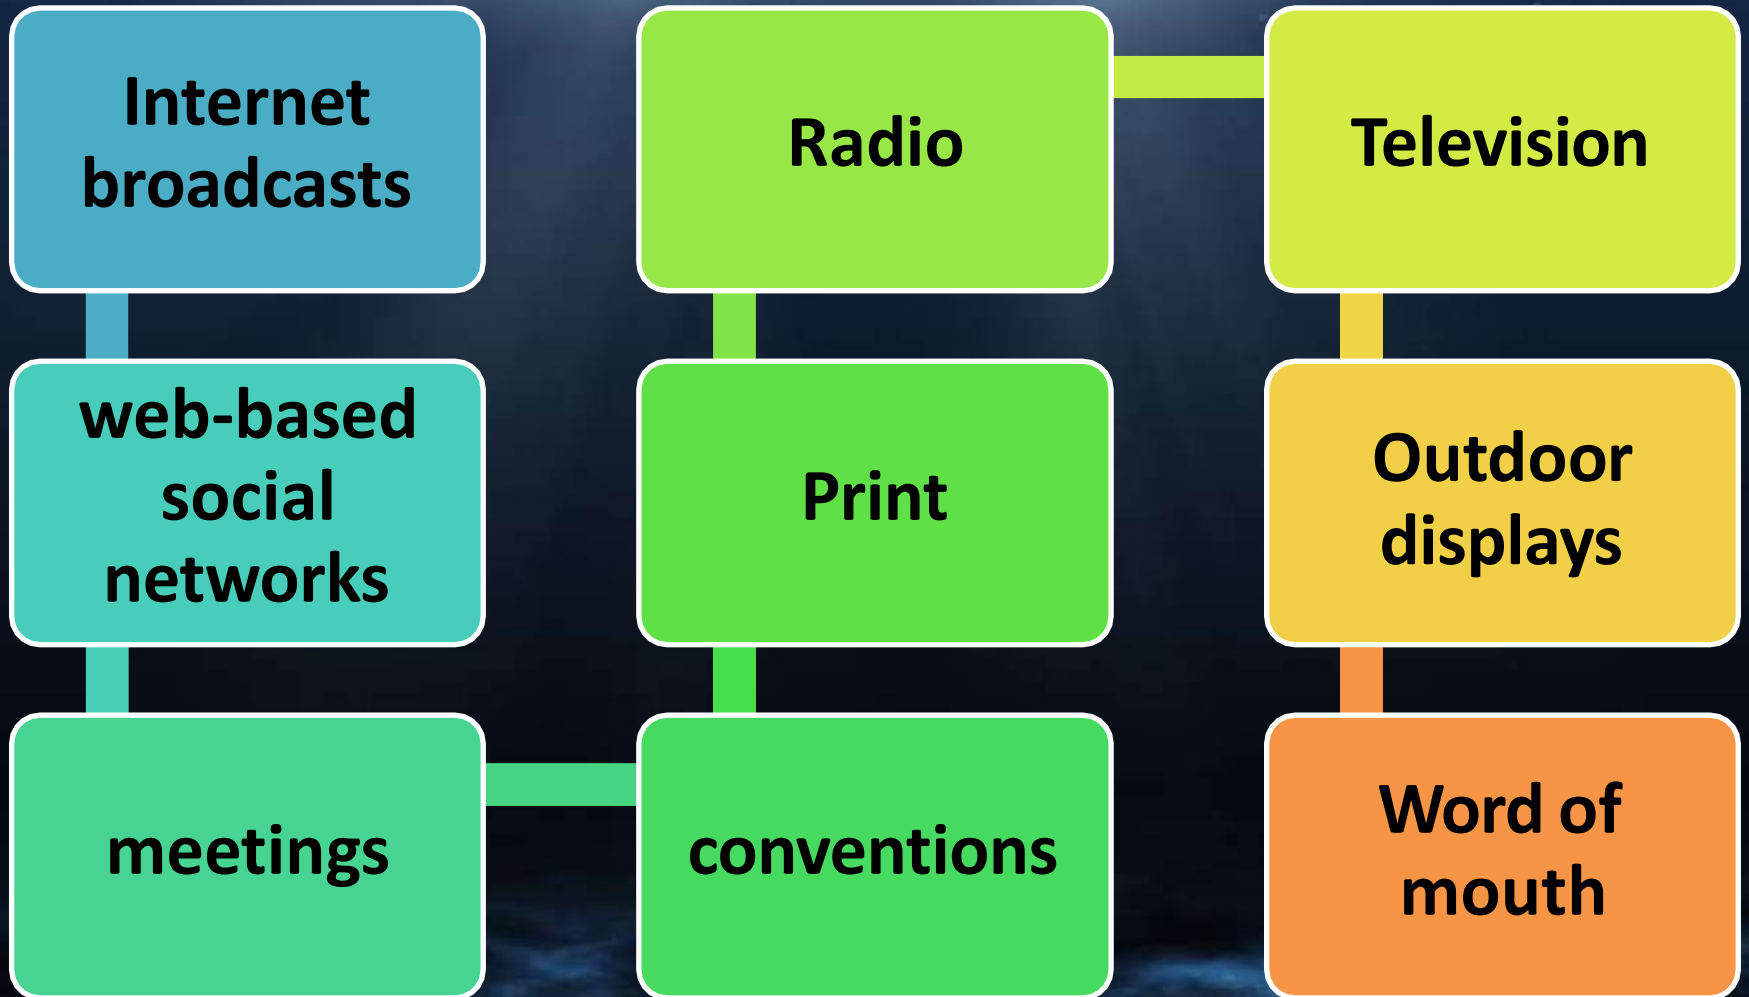 Internet
broadcasts
web-based
social
networks
meetings
conventions
Print
Radio
Television
Outdoor
displays
Word of
mouth